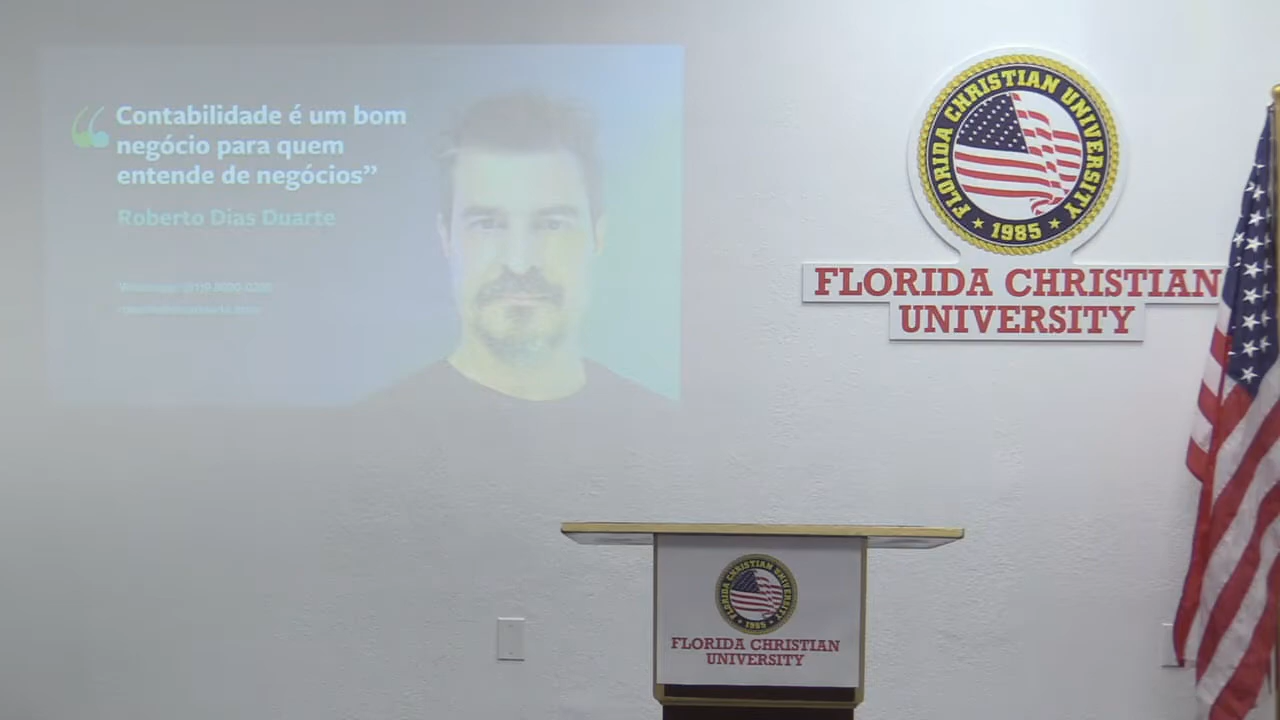 “Contabilidade é um bom
negócio para quem
entende de negócios”
Roberto Dias Duarte
FLORIDA CHRISTIAN UNIVERSITY
★ 1985 ★
FLORIDA CHRISTIAN
UNIVERSITY
FLORIDA CHRISTIAN UNIVERSITY
★ 1985 ★
FLORIDA CHRISTIAN
UNIVERSITY